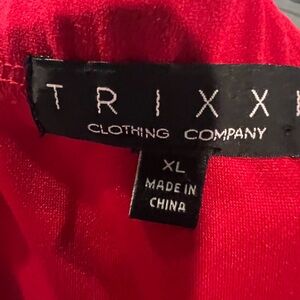 TRIXXI
CLOTHING COMPANY
XL
MADE IN
CHINA